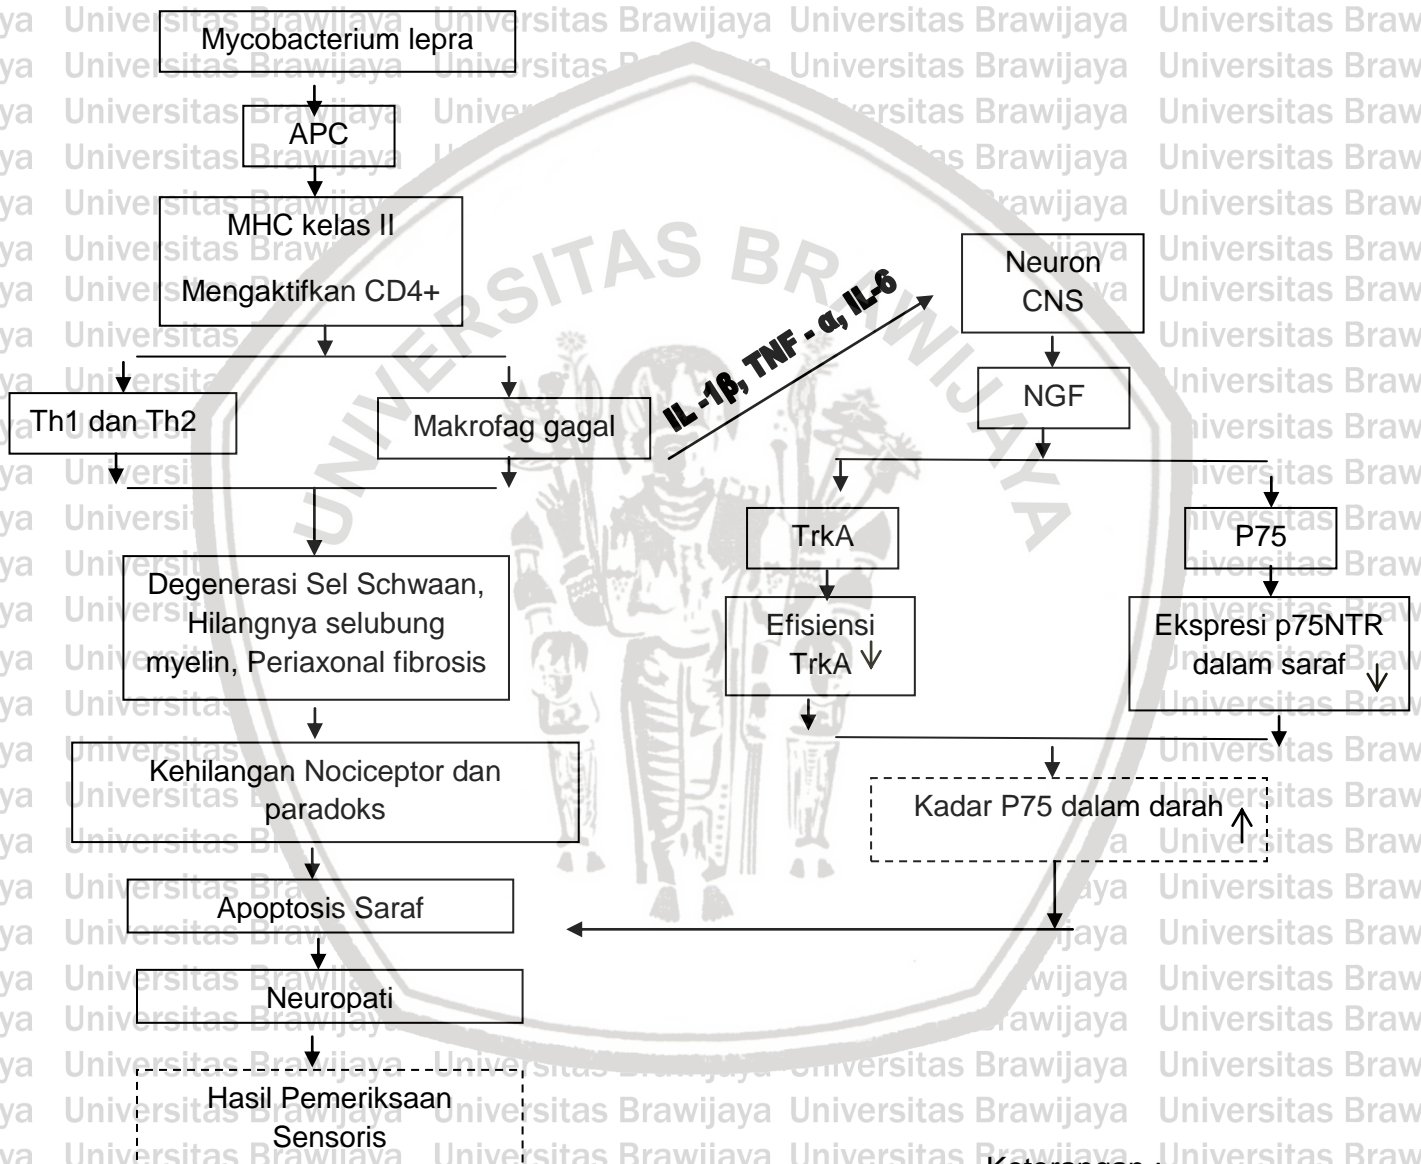 Mycobacterium lepra
APC
MHC kelas II
Mengaktifkan CD4+
Th1 dan Th2
Makrofag gagal
IL -1β, TNF - α, IL-6
Neuron
CNS
NGF
TrkA
P75
Efisiensi
TrkA
Ekspresi p75NTR
dalam saraf
Kadar P75 dalam darah
Degenerasi Sel Schwaan,
Hilangnya selubung
myelin, Periaxonal fibrosis
Kehilangan Nociceptor dan
paradoks
Apoptosis Saraf
Neuropati
Hasil Pemeriksaan
Sensoris
Keterangan :
UNIVERSITAS BRAWIJAYA
Universitas Brawijaya